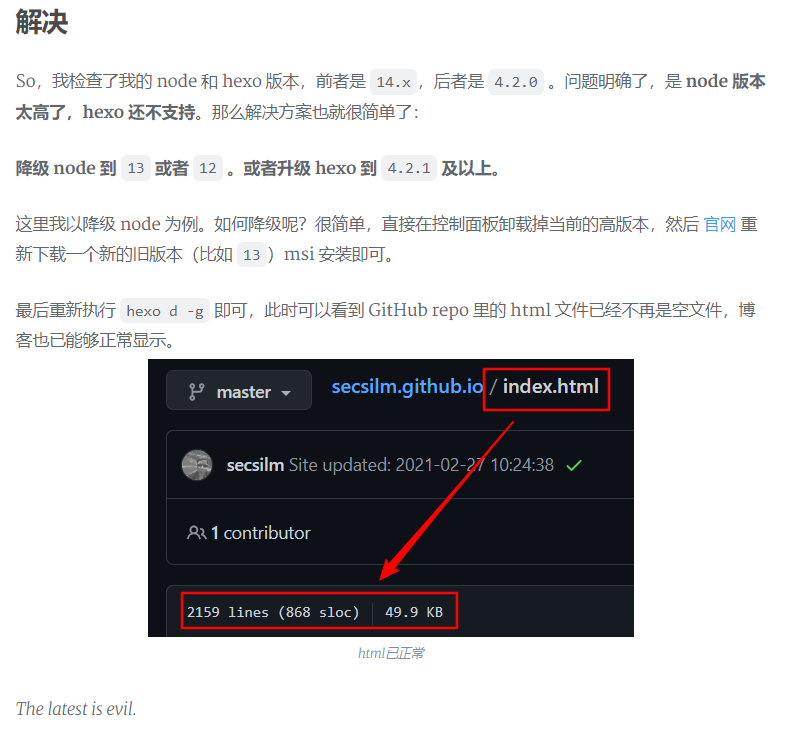 解决
So，我检查了我的 node 和 hexo 版本，前者是 14.x ，后者是 4.2.0 。问题明确了，是 node 版本
太高了，hexo 还不支持。那么解决方案也就很简单了：
降级 node 到 13 或者 12 。或者升级 hexo 到 4.2.1 及以上。
这里我以降级 node 为例。如何降级呢？很简单，直接在控制面板卸载掉当前的高版本，然后 官网 重
新下载一个新的旧版本（比如 13 ）msi 安装即可。
最后重新执行 hexo d -g 即可，此时可以看到 GitHub repo 里的 html 文件已经不再是空文件，博
客也已能够正常显示。
master
secsilm.github.io / index.html
secsilm Site updated: 2021-02-27 10:24:38
1 contributor
2159 lines (868 sloc) 49.9 KB
html已正常
The latest is evil.